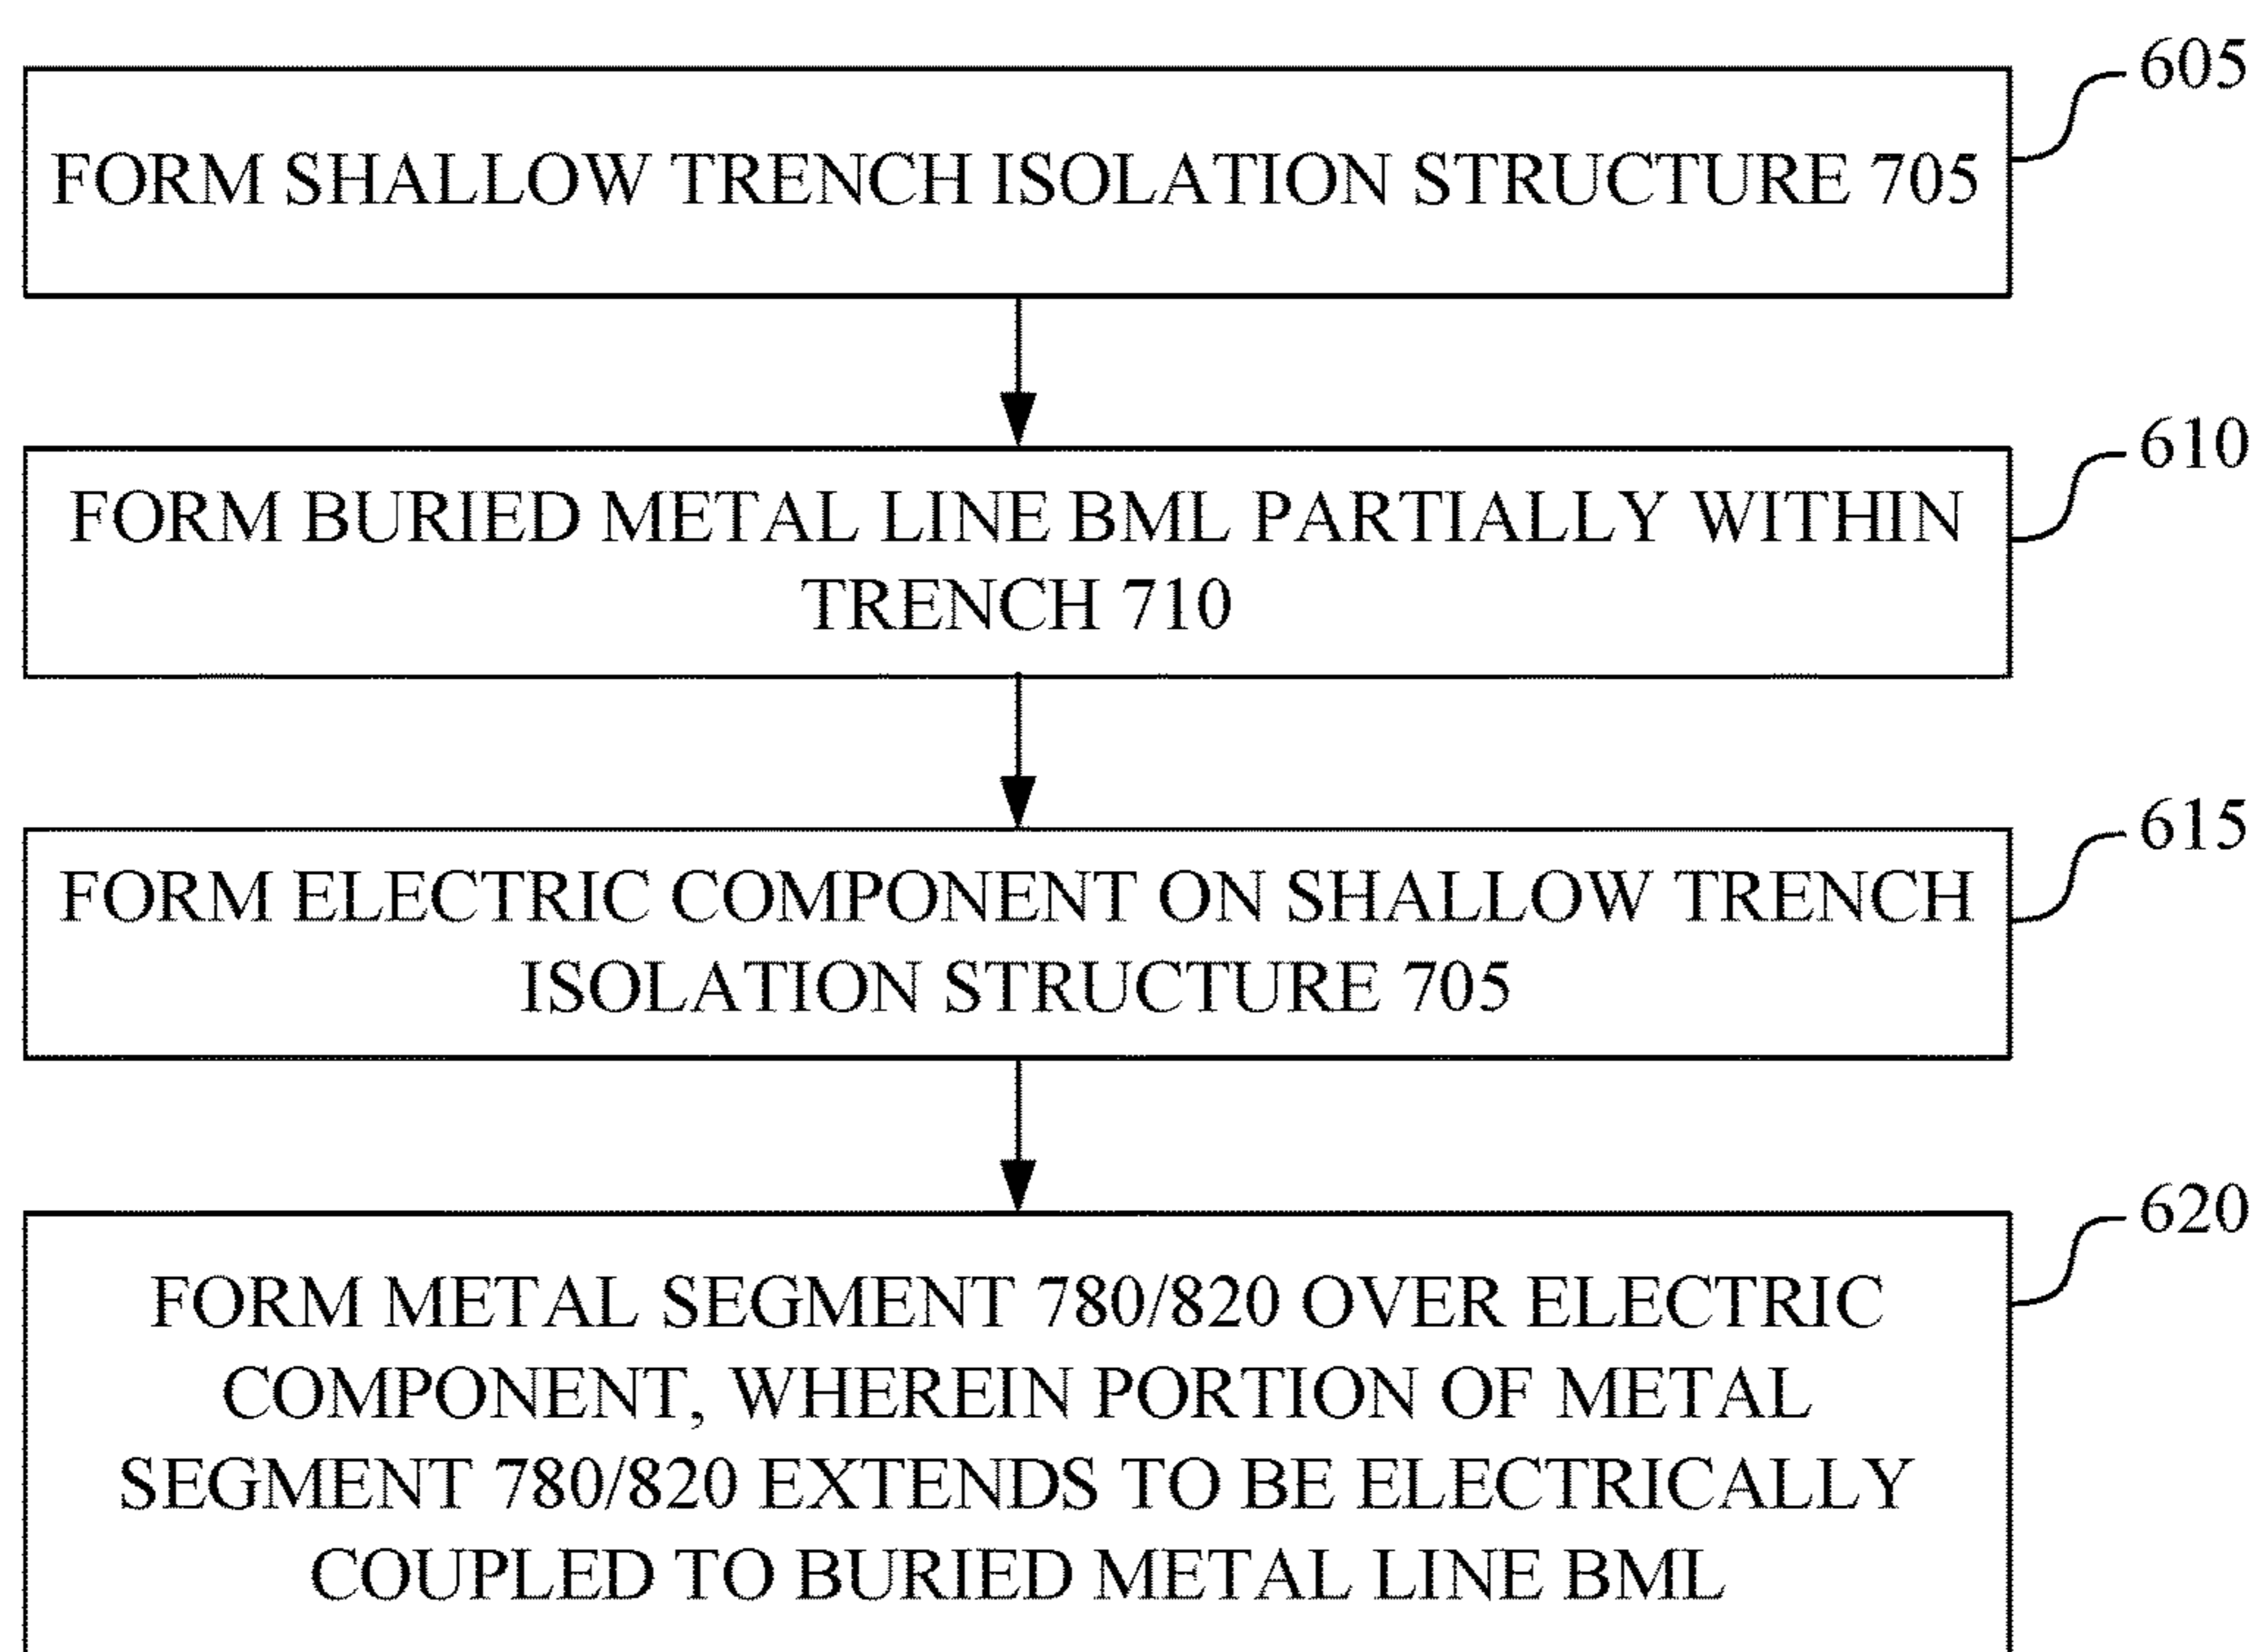 605
FORM SHALLOW TRENCH ISOLATION STRUCTURE 705
610
FORM BURIED METAL LINE BML PARTIALLY WITHIN
TRENCH 710
615
FORM ELECTRIC COMPONENT ON SHALLOW TRENCH
ISOLATION STRUCTURE 705
620
FORM METAL SEGMENT 780/820 OVER ELECTRIC
COMPONENT, WHEREIN PORTION OF METAL
SEGMENT 780/820 EXTENDS TO BE ELECTRICALLY
COUPLED TO BURIED METAL LINE BML